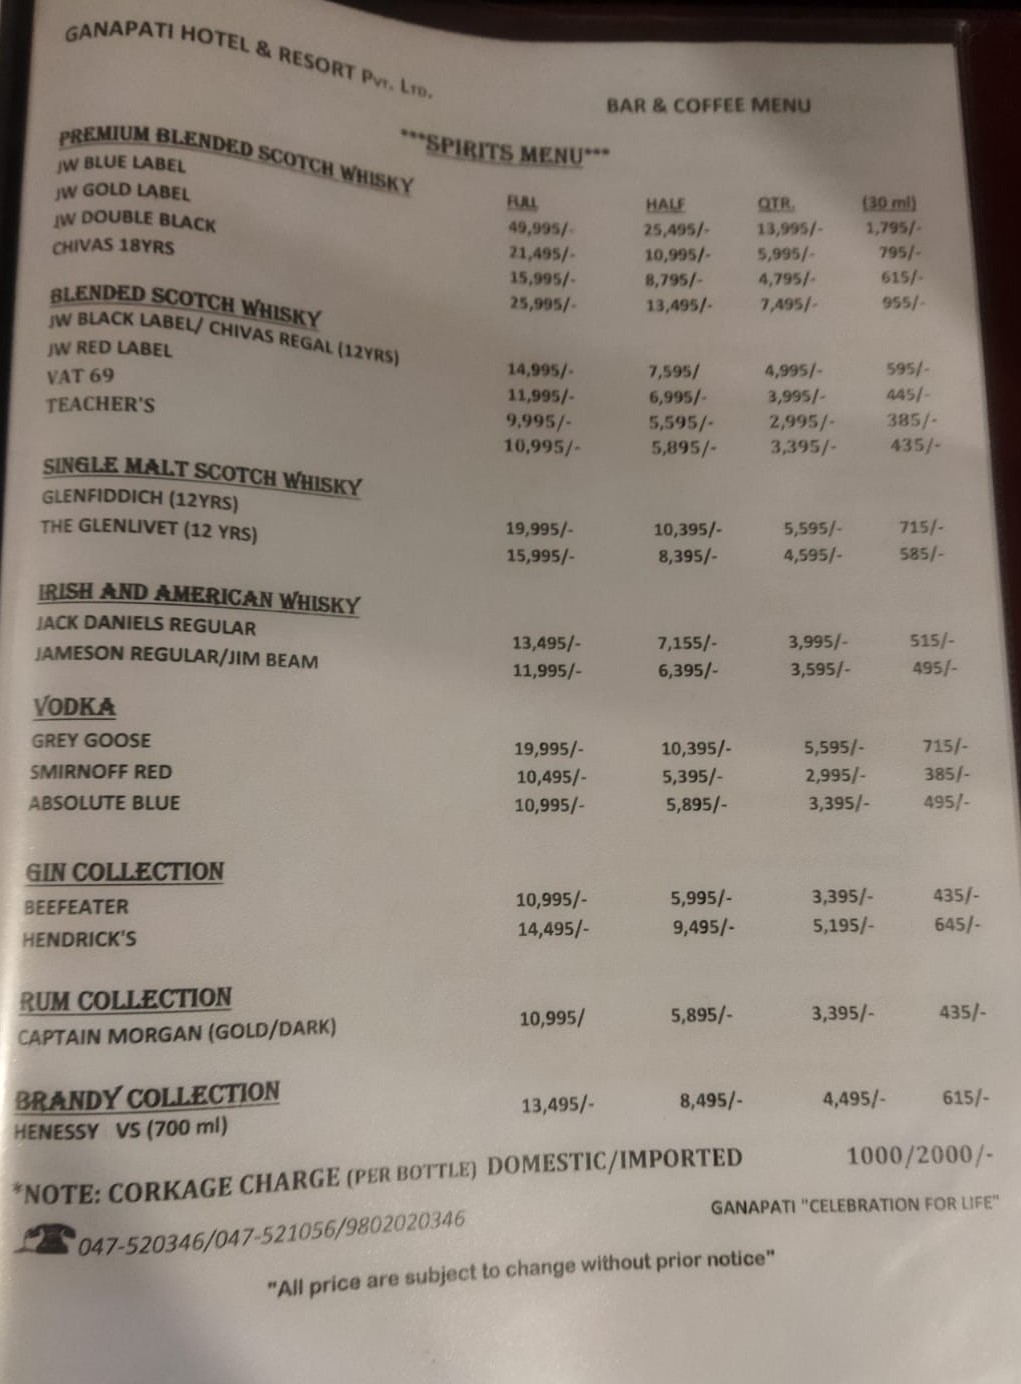 GANAPATI HOTEL & RESORT PVT. LTD.
BAR & COFFEE MENU
***SPIRITS MENU***
PREMIUM BLENDED SCOTCH WHISKY FULL HALF QTR. (30 ml)
JW BLUE LABEL 49,995/- 25,495/- 13,995/- 1,795/-
JW GOLD LABEL 21,495/- 10,995/- 5,995/- 795/-
JW DOUBLE BLACK 15,995/- 8,795/- 4,795/- 615/-
CHIVAS 18YRS 25,995/- 13,495/- 7,495/- 955/-
BLENDED SCOTCH WHISKY
JW BLACK LABEL/ CHIVAS REGAL (12YRS) 14,995/- 7,595/ 4,995/- 595/-
JW RED LABEL 11,995/- 6,995/- 3,995/- 445/-
VAT 69 9,995/- 5,595/- 2,995/- 385/-
TEACHER'S 10,995/- 5,895/- 3,395/- 435/-
SINGLE MALT SCOTCH WHISKY
GLENFIDDICH (12YRS) 19,995/- 10,395/- 5,595/- 715/-
THE GLENLIVET (12 YRS) 15,995/- 8,395/- 4,595/- 585/-
IRISH AND AMERICAN WHISKY
JACK DANIELS REGULAR 13,495/- 7,155/- 3,995/- 515/-
JAMESON REGULAR/JIM BEAM 11,995/- 6,395/- 3,595/- 495/-
VODKA
GREY GOOSE 19,995/- 10,395/- 5,595/- 715/-
SMIRNOFF RED 10,495/- 5,395/- 2,995/- 385/-
ABSOLUTE BLUE 10,995/- 5,895/- 3,395/- 495/-
GIN COLLECTION
BEEFEATER 10,995/- 5,995/- 3,395/- 435/-
HENDRICK'S 14,495/- 9,495/- 5,195/- 645/-
RUM COLLECTION
CAPTAIN MORGAN (GOLD/DARK) 10,995/ 5,895/- 3,395/- 435/-
BRANDY COLLECTION
HENESSY VS (700 ml) 13,495/- 8,495/- 4,495/- 615/-
*NOTE: CORKAGE CHARGE (PER BOTTLE) DOMESTIC/IMPORTED 1000/2000/-
GANAPATI "CELEBRATION FOR LIFE"
047-520346/047-521056/9802020346
"All price are subject to change without prior notice"